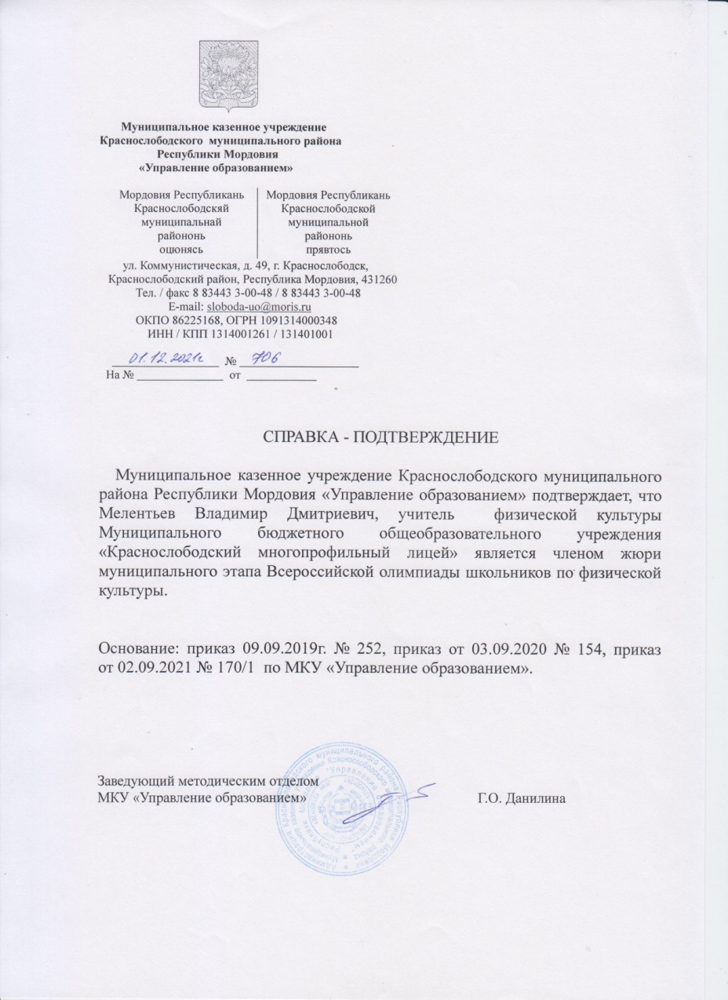 Муниципальное казенное учреждение
Краснослободского муниципального района
Республики Мордовия
«Управление образованием»
Мордовия Республикань
Краснослободскяй
муниципальнай
районнонь
оцюнясь
Мордовия Республикань
Краснослободской
муниципальной
райононь
прявтось
ул. Коммунистическая, д. 49, г. Краснослободск,
Краснослободский район, Республика Мордовия, 431260
Тел. / факс 8 83443 3-00-48 / 8 83443 3-00-48
E-mail: sloboda-uo@moris.ru
ОКПО 86225168, ОГРН 1091314000348
ИНН / КПП 1314001261 / 131401001
01.12.2021г № 706
На № ______________ от ___________
СПРАВКА - ПОДТВЕРЖДЕНИЕ
Муниципальное казенное учреждение Краснослободского муниципального
района Республики Мордовия «Управление образованием» подтверждает, что
Мелентьев Владимир Дмитриевич, учитель физической культуры
Муниципального бюджетного общеобразовательного учреждения
«Краснослободский многопрофильный лицей» является членом жюри
муниципального этапа Всероссийской олимпиады школьников по физической
культуры.
Основание: приказ 09.09.2019г. № 252, приказ от 03.09.2020 № 154, приказ
от 02.09.2021 № 170/1 по МКУ «Управление образованием».
Заведующий методическим отделом
МКУ «Управление образованием» Г.О. Данилина